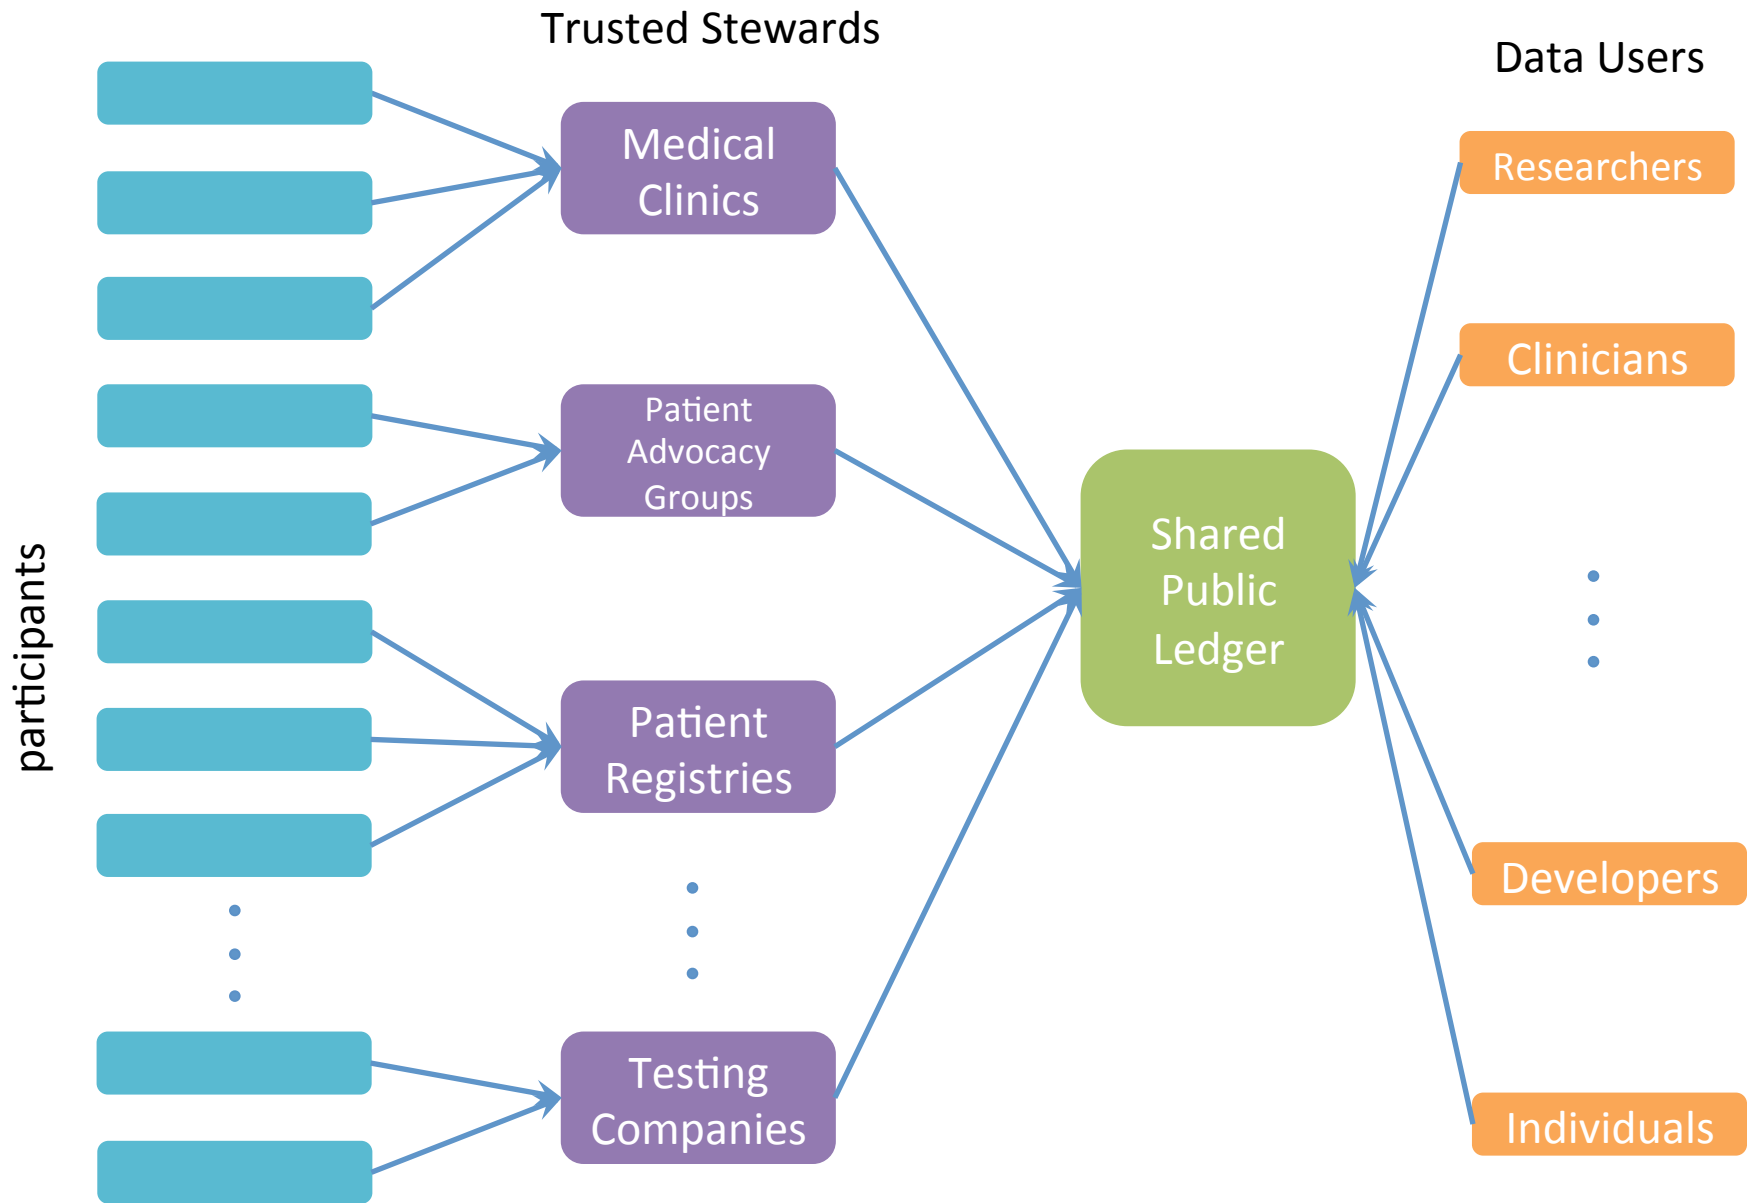 Trusted Stewards
Data Users
participants
Medical
Clinics
Patient
Advocacy
Groups
Patient
Registries
Testing
Companies
Shared
Public
Ledger
Researchers
Clinicians
Developers
Individuals